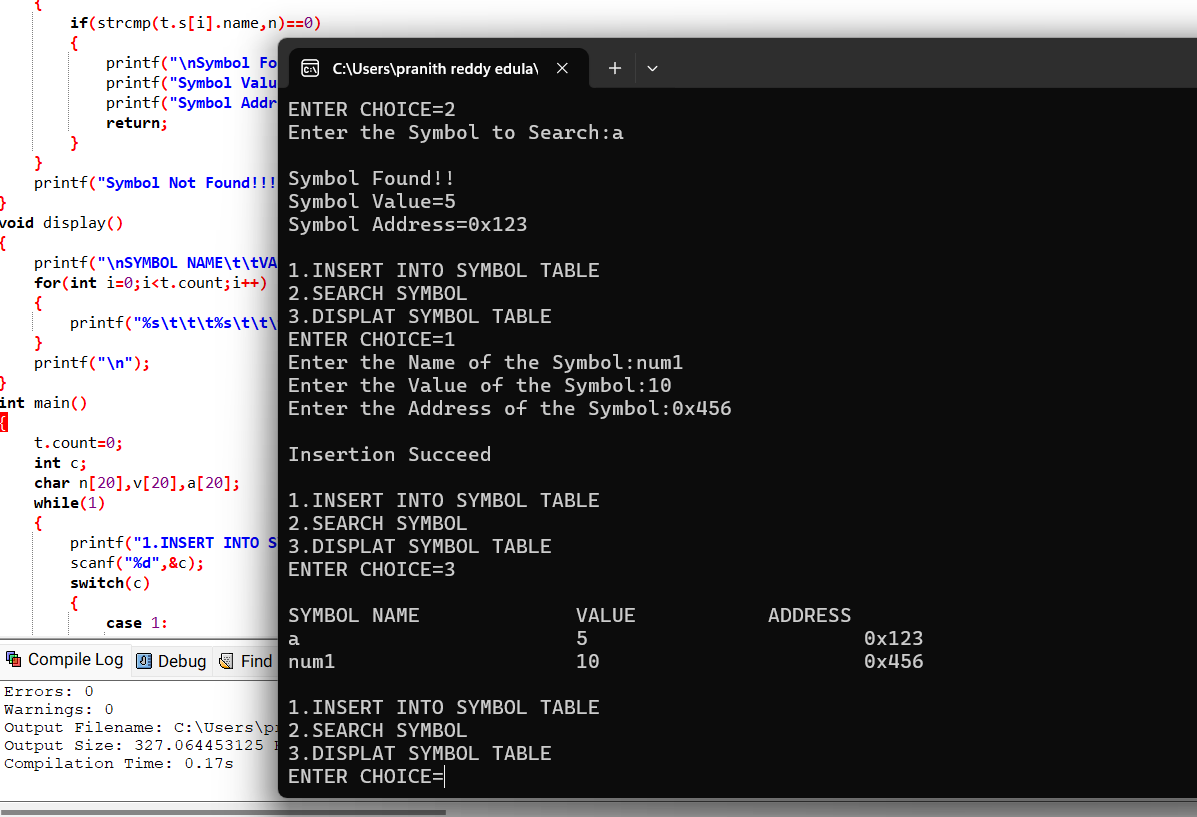 {
if(strcmp(t.s[i].name,n)==0)
{
printf("\nSymbol Fo
printf("Symbol Valu
printf("Symbol Addr
return;
}
}
printf("Symbol Not Found!!!
}
void display()
{
printf("\nSYMBOL NAME\t\tVA
for(int i=0;i<t.count;i++)
{
printf("%s\t\t\t%s\t\t\
}
printf("\n");
}
int main()
{
t.count=0;
int c;
char n[20],v[20],a[20];
while(1)
{
printf("1.INSERT INTO S
scanf("%d",&c);
switch(c)
{
case 1:
Compile Log Debug Find
Errors: 0
Warnings: 0
Output Filename: C:\Users\p
Output Size: 327.064453125
Compilation Time: 0.17s
C:\Users\pranith reddy edula\
ENTER CHOICE=2
Enter the Symbol to Search:a
Symbol Found!!
Symbol Value=5
Symbol Address=0x123
1.INSERT INTO SYMBOL TABLE
2.SEARCH SYMBOL
3.DISPLAT SYMBOL TABLE
ENTER CHOICE=1
Enter the Name of the Symbol:num1
Enter the Value of the Symbol:10
Enter the Address of the Symbol:0x456
Insertion Succeed
1.INSERT INTO SYMBOL TABLE
2.SEARCH SYMBOL
3.DISPLAT SYMBOL TABLE
ENTER CHOICE=3
SYMBOL NAME VALUE ADDRESS
a 5 0x123
num1 10 0x456
1.INSERT INTO SYMBOL TABLE
2.SEARCH SYMBOL
3.DISPLAT SYMBOL TABLE
ENTER CHOICE=